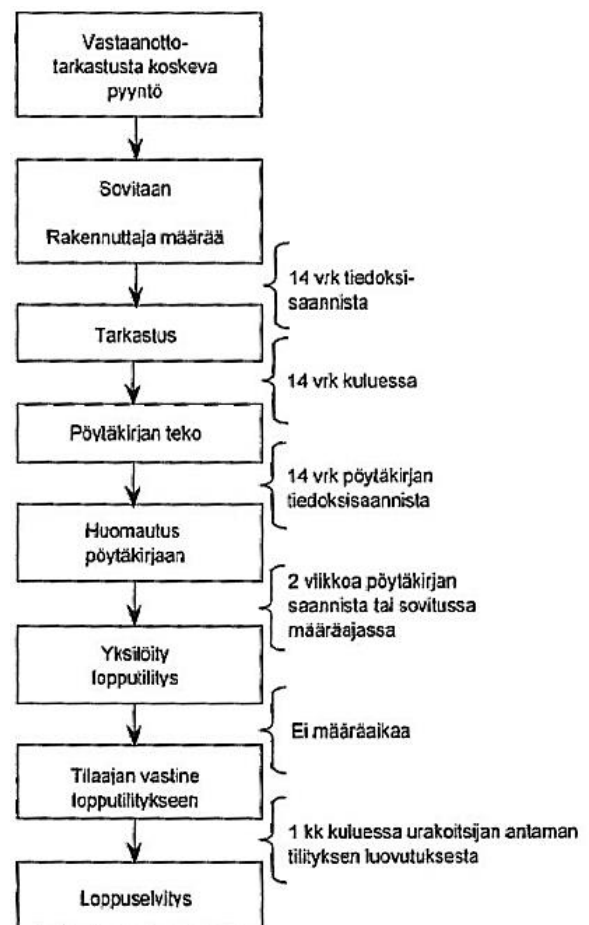 Vastaanotto-
tarkastusta koskeva
pyyntö
Sovitaan
Rakennuttaja määrää
14 vrk tiedoksi-
saannista
Tarkastus
14 vrk kuluessa
Pöytäkirjan teko
14 vrk pöytäkirjan
tiedoksisaannista
Huomautus
pöytäkirjaan
2 viikkoa pöytäkirjan
saannista tai sovitussa
määräajassa
Yksilöity
lopputilitys
Ei määräaikaa
Tilaajan vastine
lopputilitykseen
1 kk kuluessa urakoitsijan antaman
tilityksen luovutuksesta
Loppuselvitys